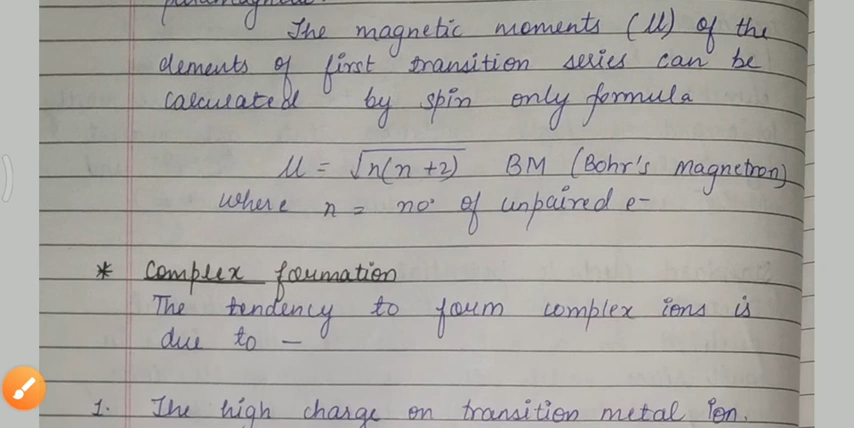 paramagnetic.
The magnetic moments (μ) of the
elements of first transition series can be
calculated by spin only formula
μ = √n(n+2) BM (Bohr's magnetron)
where n = no. of unpaired e-
* Complex formation
The tendency to form complex ions is
due to —
1. The high charge on transition metal ion.